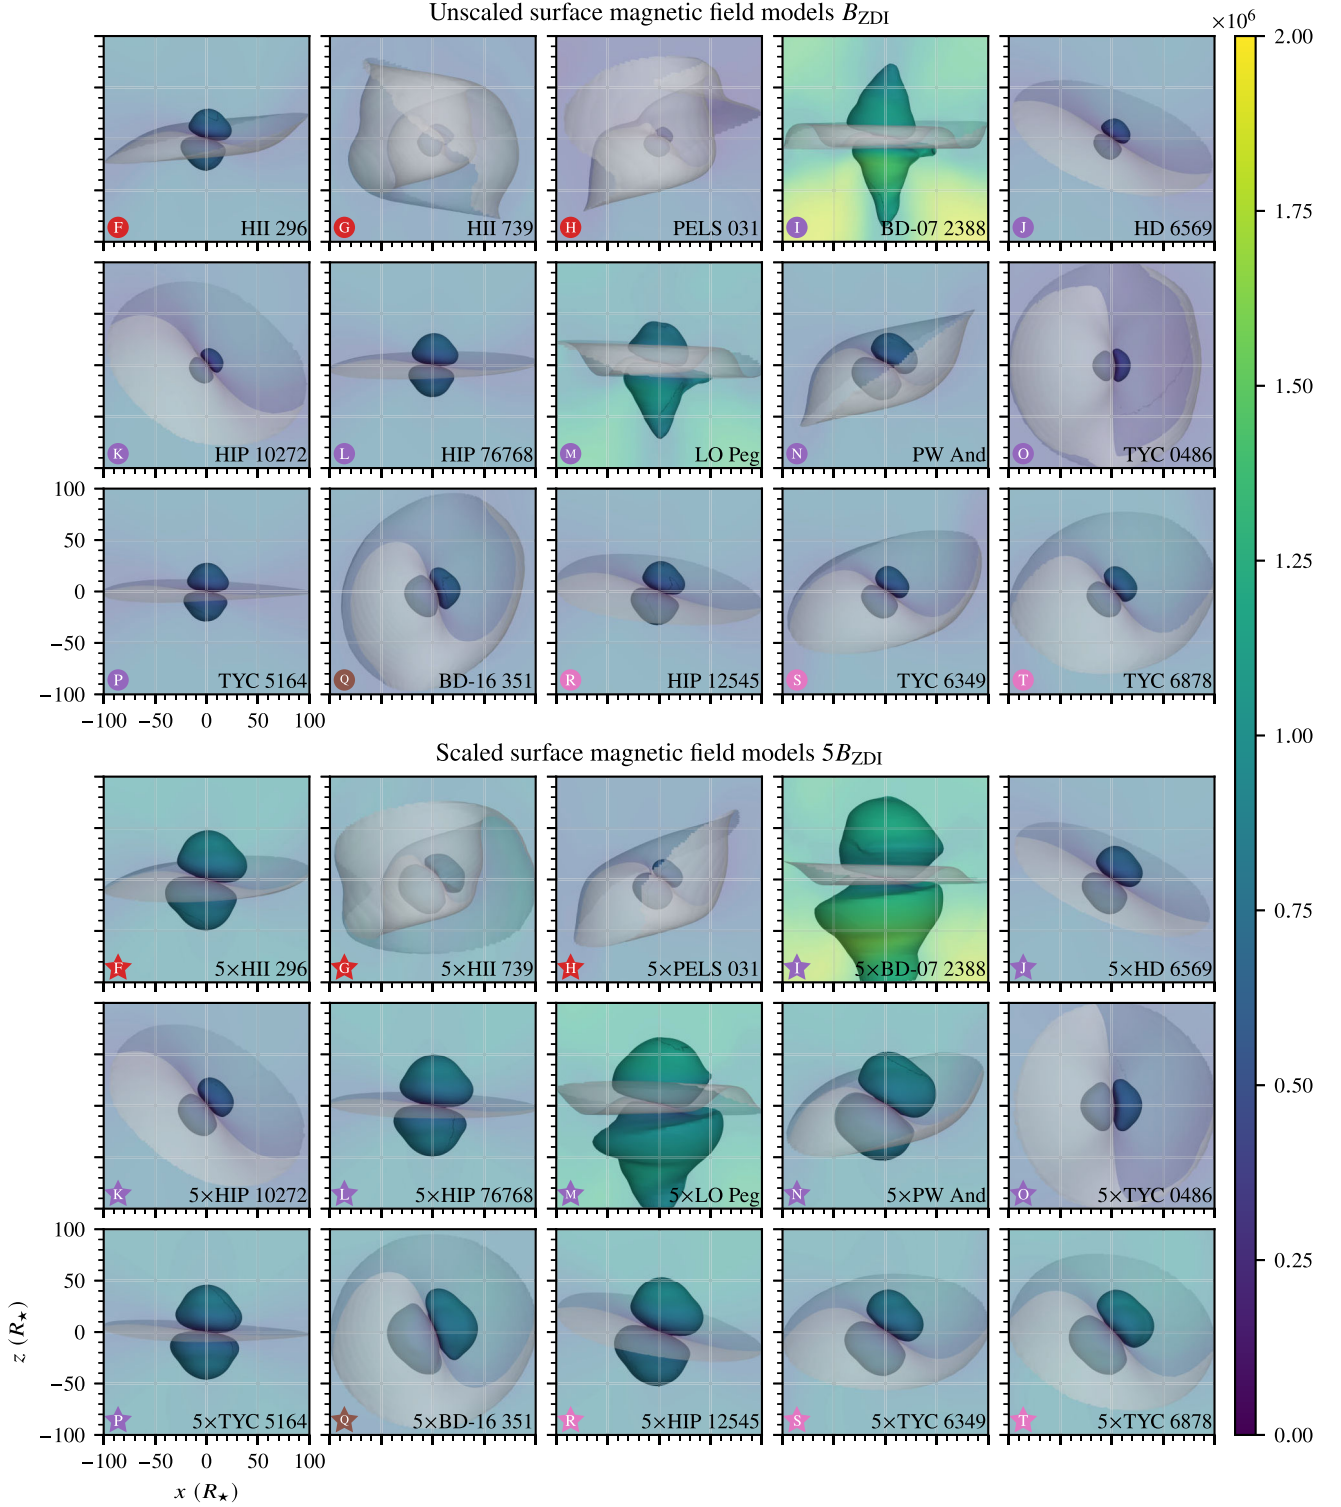 Unscaled surface magnetic field models B_ZDI
×10⁶
F HII 296
G HII 739
H PELS 031
I BD-07 2388
J HD 6569
K HIP 10272
L HIP 76768
M LO Peg
N PW And
O TYC 0486
P TYC 5164
Q BD-16 351
R HIP 12545
S TYC 6349
T TYC 6878
100
50
0
−50
−100
−100 −50 0 50 100
Scaled surface magnetic field models 5B_ZDI
F 5×HII 296
G 5×HII 739
H 5×PELS 031
I 5×BD-07 2388
J 5×HD 6569
K 5×HIP 10272
L 5×HIP 76768
M 5×LO Peg
N 5×PW And
O 5×TYC 0486
P 5×TYC 5164
Q 5×BD-16 351
R 5×HIP 12545
S 5×TYC 6349
T 5×TYC 6878
100
50
0
−50
−100
z (R★)
−100 −50 0 50 100
x (R★)
2.00
1.75
1.50
1.25
1.00
0.75
0.50
0.25
0.00